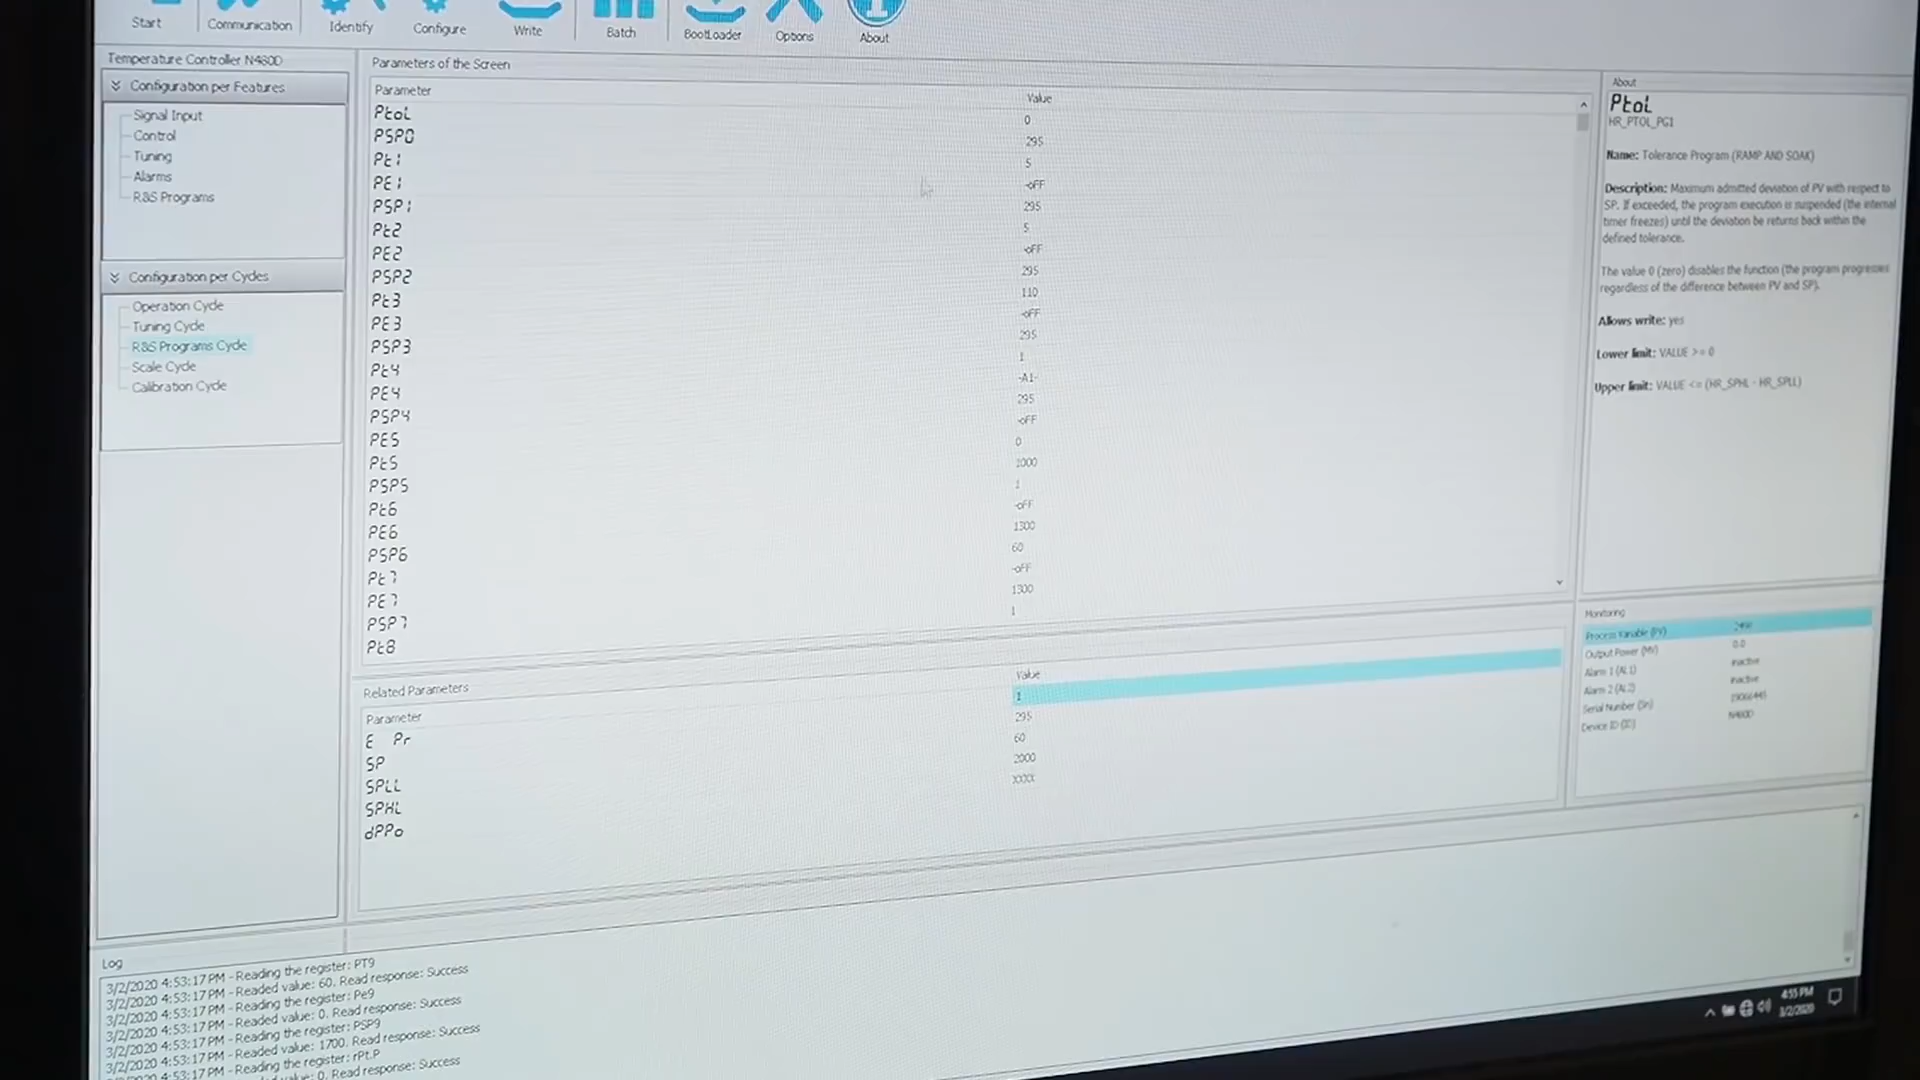 Start Communication Identify Configure Write Batch BootLoader Options About
Temperature Controller N480D
Configuration per Features
Signal Input
Control
Tuning
Alarms
R&S Programs
Configuration per Cycles
Operation Cycle
Tuning Cycle
R&S Programs Cycle
Scale Cycle
Calibration Cycle
Parameters of the Screen
Parameter Value
PtoL 0
PSP0 295
Pt1 5
PE1 -oFF
PSP1 295
Pt2 5
PE2 -oFF
PSP2 295
Pt3 110
PE3 -oFF
PSP3 295
Pt4 1
PE4 -A1-
PSP4 295
PE5 -oFF
Pt5 0
PSP5 1000
Pt6 1
PE6 -oFF
PSP6 1300
Pt7 60
PE7 -oFF
PSP7 1300
Pt8 1
Related Parameters
Parameter Value
E Pr 1
SP 295
SPLL 60
SPHL 2000
dPPo XXXX
About
PtoL
HR_PTOL_PG1
Name: Tolerance Program (RAMP AND SOAK)
Description: Maximum admitted deviation of PV with respect to
SP. If exceeded, the program execution is suspended (the internal
timer freezes) until the deviation be returns back within the
defined tolerance.
The value 0 (zero) disables the function (the program progresses
regardless of the difference between PV and SP).
Allows write: yes
Lower limit: VALUE >= 0
Upper limit: VALUE <= (HR_SPHL - HR_SPLL)
Monitoring
Process Variable (PV)
Output Power (MV) 0.0
Alarm 1 (AL1) inactive
Alarm 2 (AL2) inactive
Serial Number (Sn)
Device ID (ID) N480D
Log
3/2/2020 4:53:17 PM - Reading the register: PT9
3/2/2020 4:53:17 PM - Readed value: 60. Read response: Success
3/2/2020 4:53:17 PM - Reading the register: Pe9
3/2/2020 4:53:17 PM - Readed value: 0. Read response: Success
3/2/2020 4:53:17 PM - Reading the register: PSP9
3/2/2020 4:53:17 PM - Readed value: 1700. Read response: Success
3/2/2020 4:53:17 PM - Reading the register: rPt.P
value: 0. Read response: Success
4:55 PM
3/2/2020